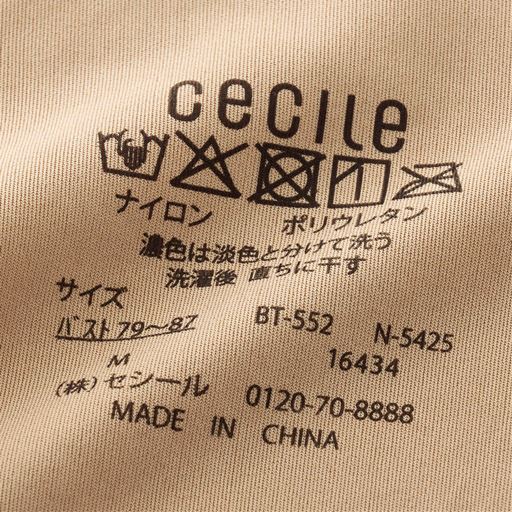 cecile
ナイロン ポリウレタン
濃色は淡色と分けて洗う
洗濯後 直ちに干す
サイズ
バスト 79〜87 BT-552 N-5425
M 16434
(株) セシール 0120-70-8888
MADE IN CHINA